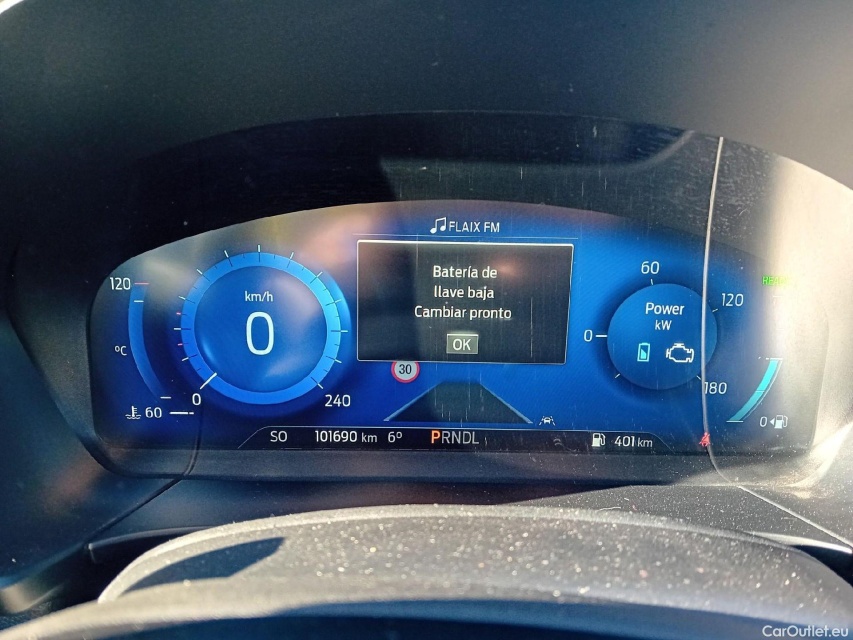 FLAIX FM
120
°C
60
km/h
0
0
240
Batería de
llave baja
Cambiar pronto
OK
30
60
Power
kW
0
120
180
0
SO 101690 km 6° PRNDL 401 km
CarOutlet.eu